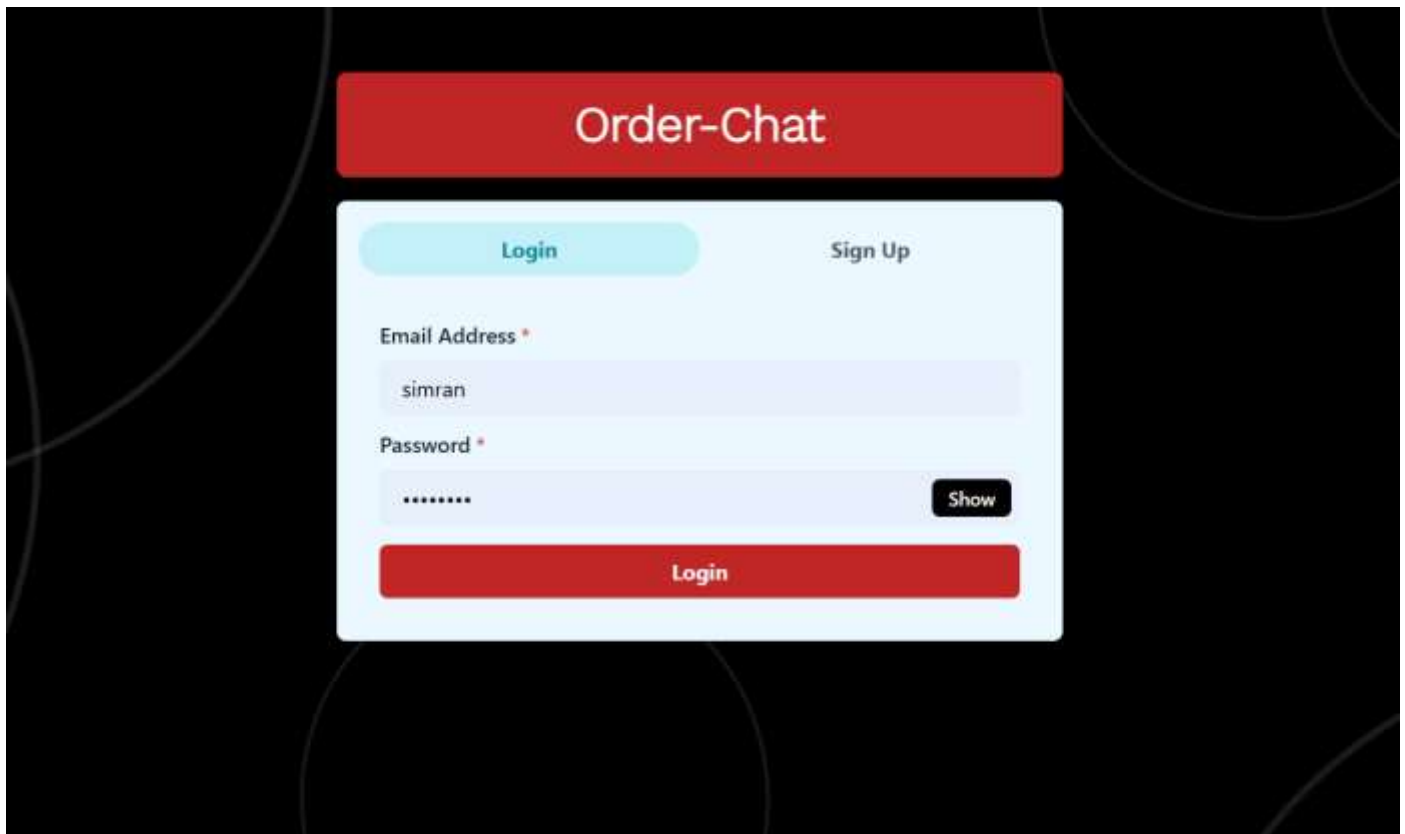 Order-Chat
Login Sign Up
Email Address *
simran
Password *
•••••••• Show
Login